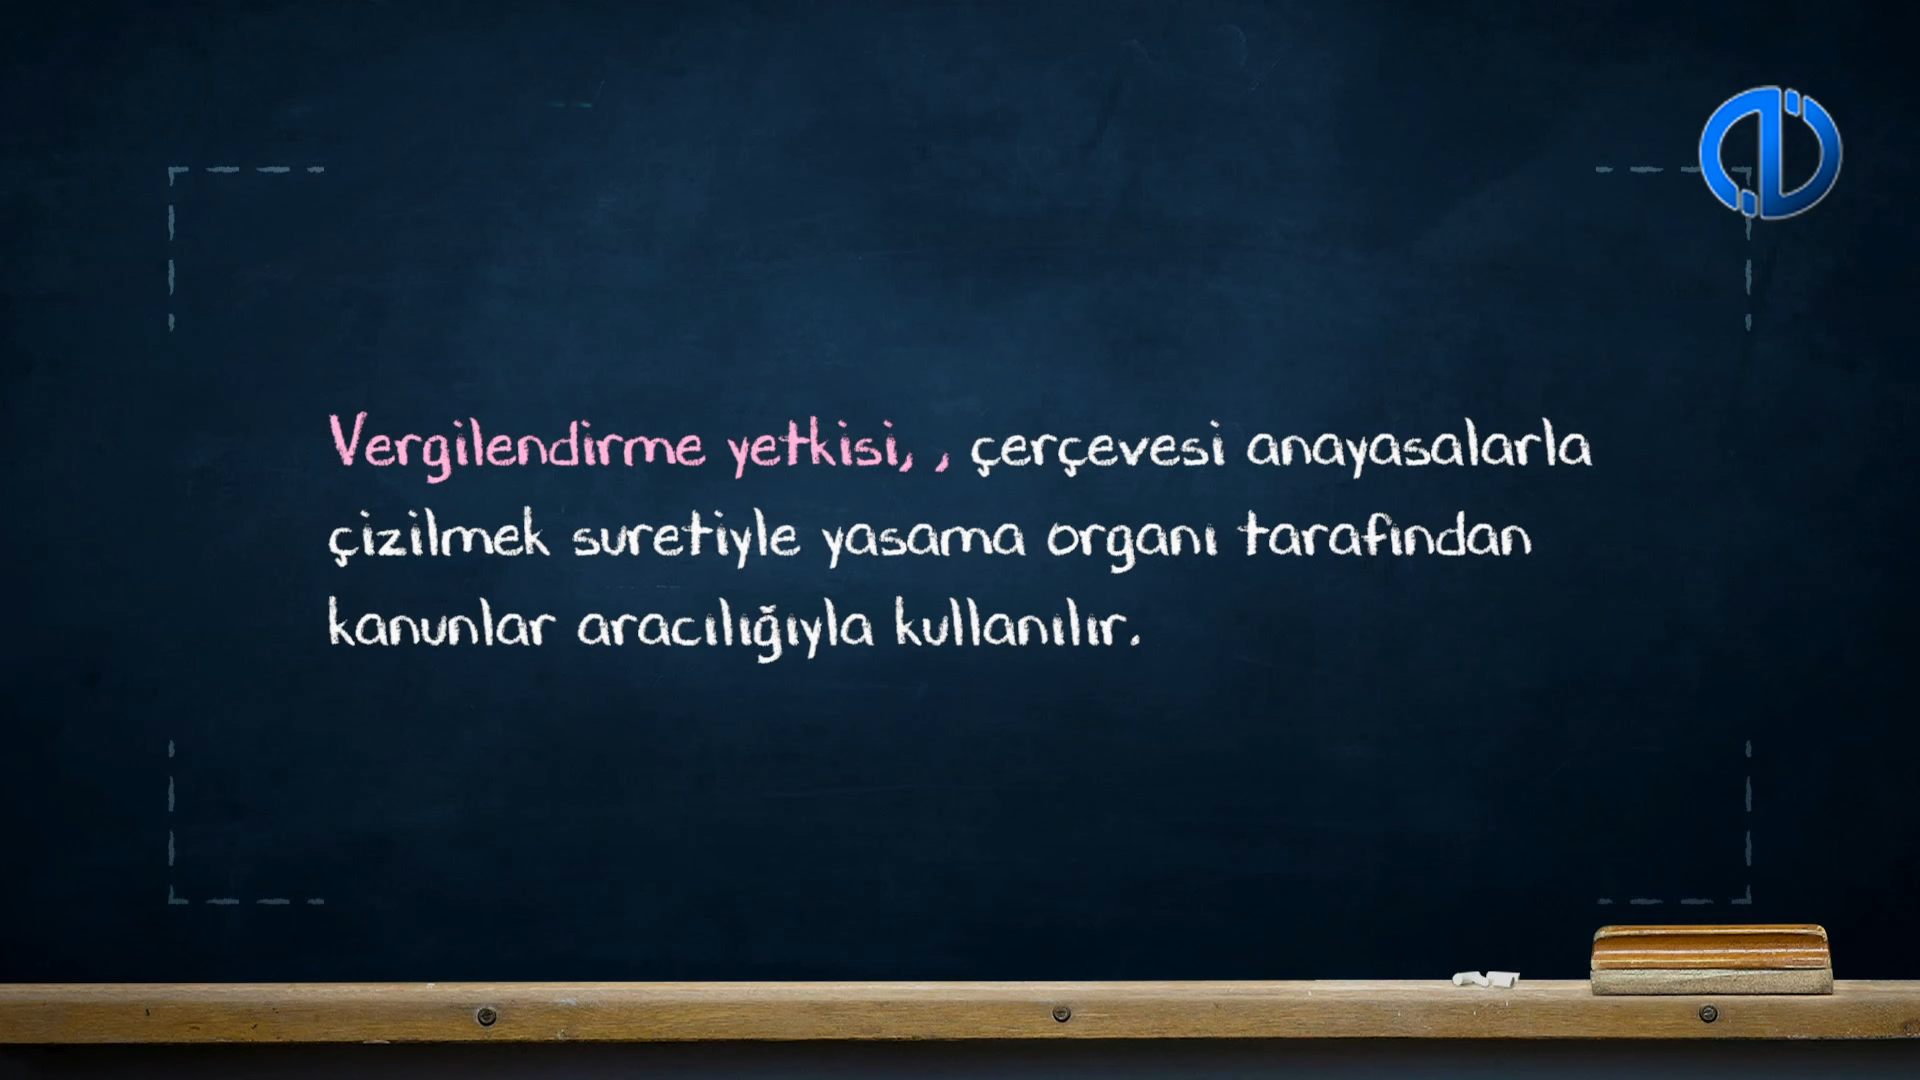 Vergilendirme yetkisi, , çerçevesi anayasalarla
çizilmek suretiyle yasama organı tarafından
kanunlar aracılığıyla kullanılır.